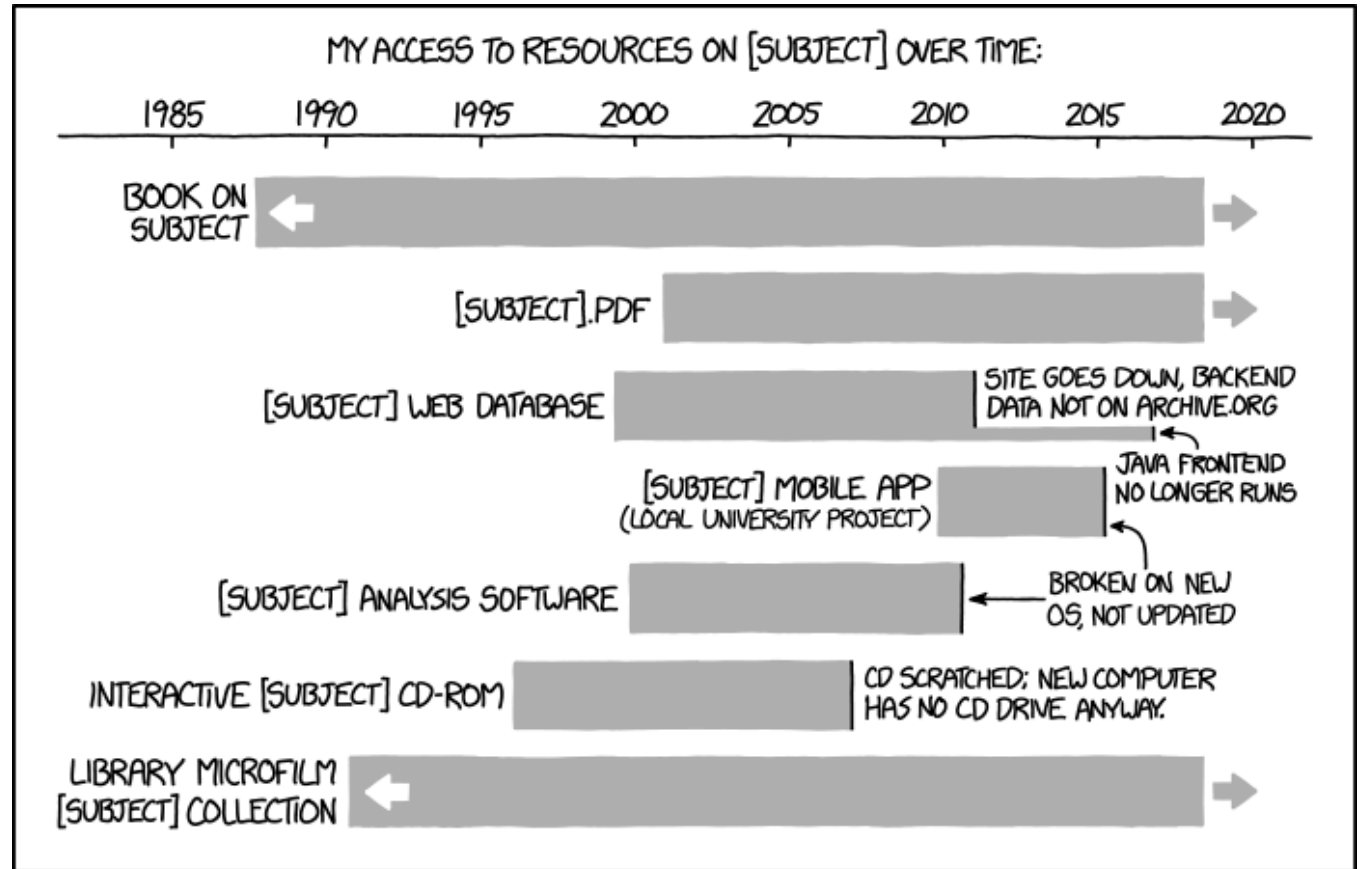 MY ACCESS TO RESOURCES ON [SUBJECT] OVER TIME:
1985 1990 1995 2000 2005 2010 2015 2020
BOOK ON
SUBJECT
[SUBJECT].PDF
[SUBJECT] WEB DATABASE
SITE GOES DOWN, BACKEND
DATA NOT ON ARCHIVE.ORG
JAVA FRONTEND
NO LONGER RUNS
[SUBJECT] MOBILE APP
(LOCAL UNIVERSITY PROJECT)
[SUBJECT] ANALYSIS SOFTWARE
BROKEN ON NEW
OS, NOT UPDATED
INTERACTIVE [SUBJECT] CD-ROM
CD SCRATCHED; NEW COMPUTER
HAS NO CD DRIVE ANYWAY.
LIBRARY MICROFILM
[SUBJECT] COLLECTION